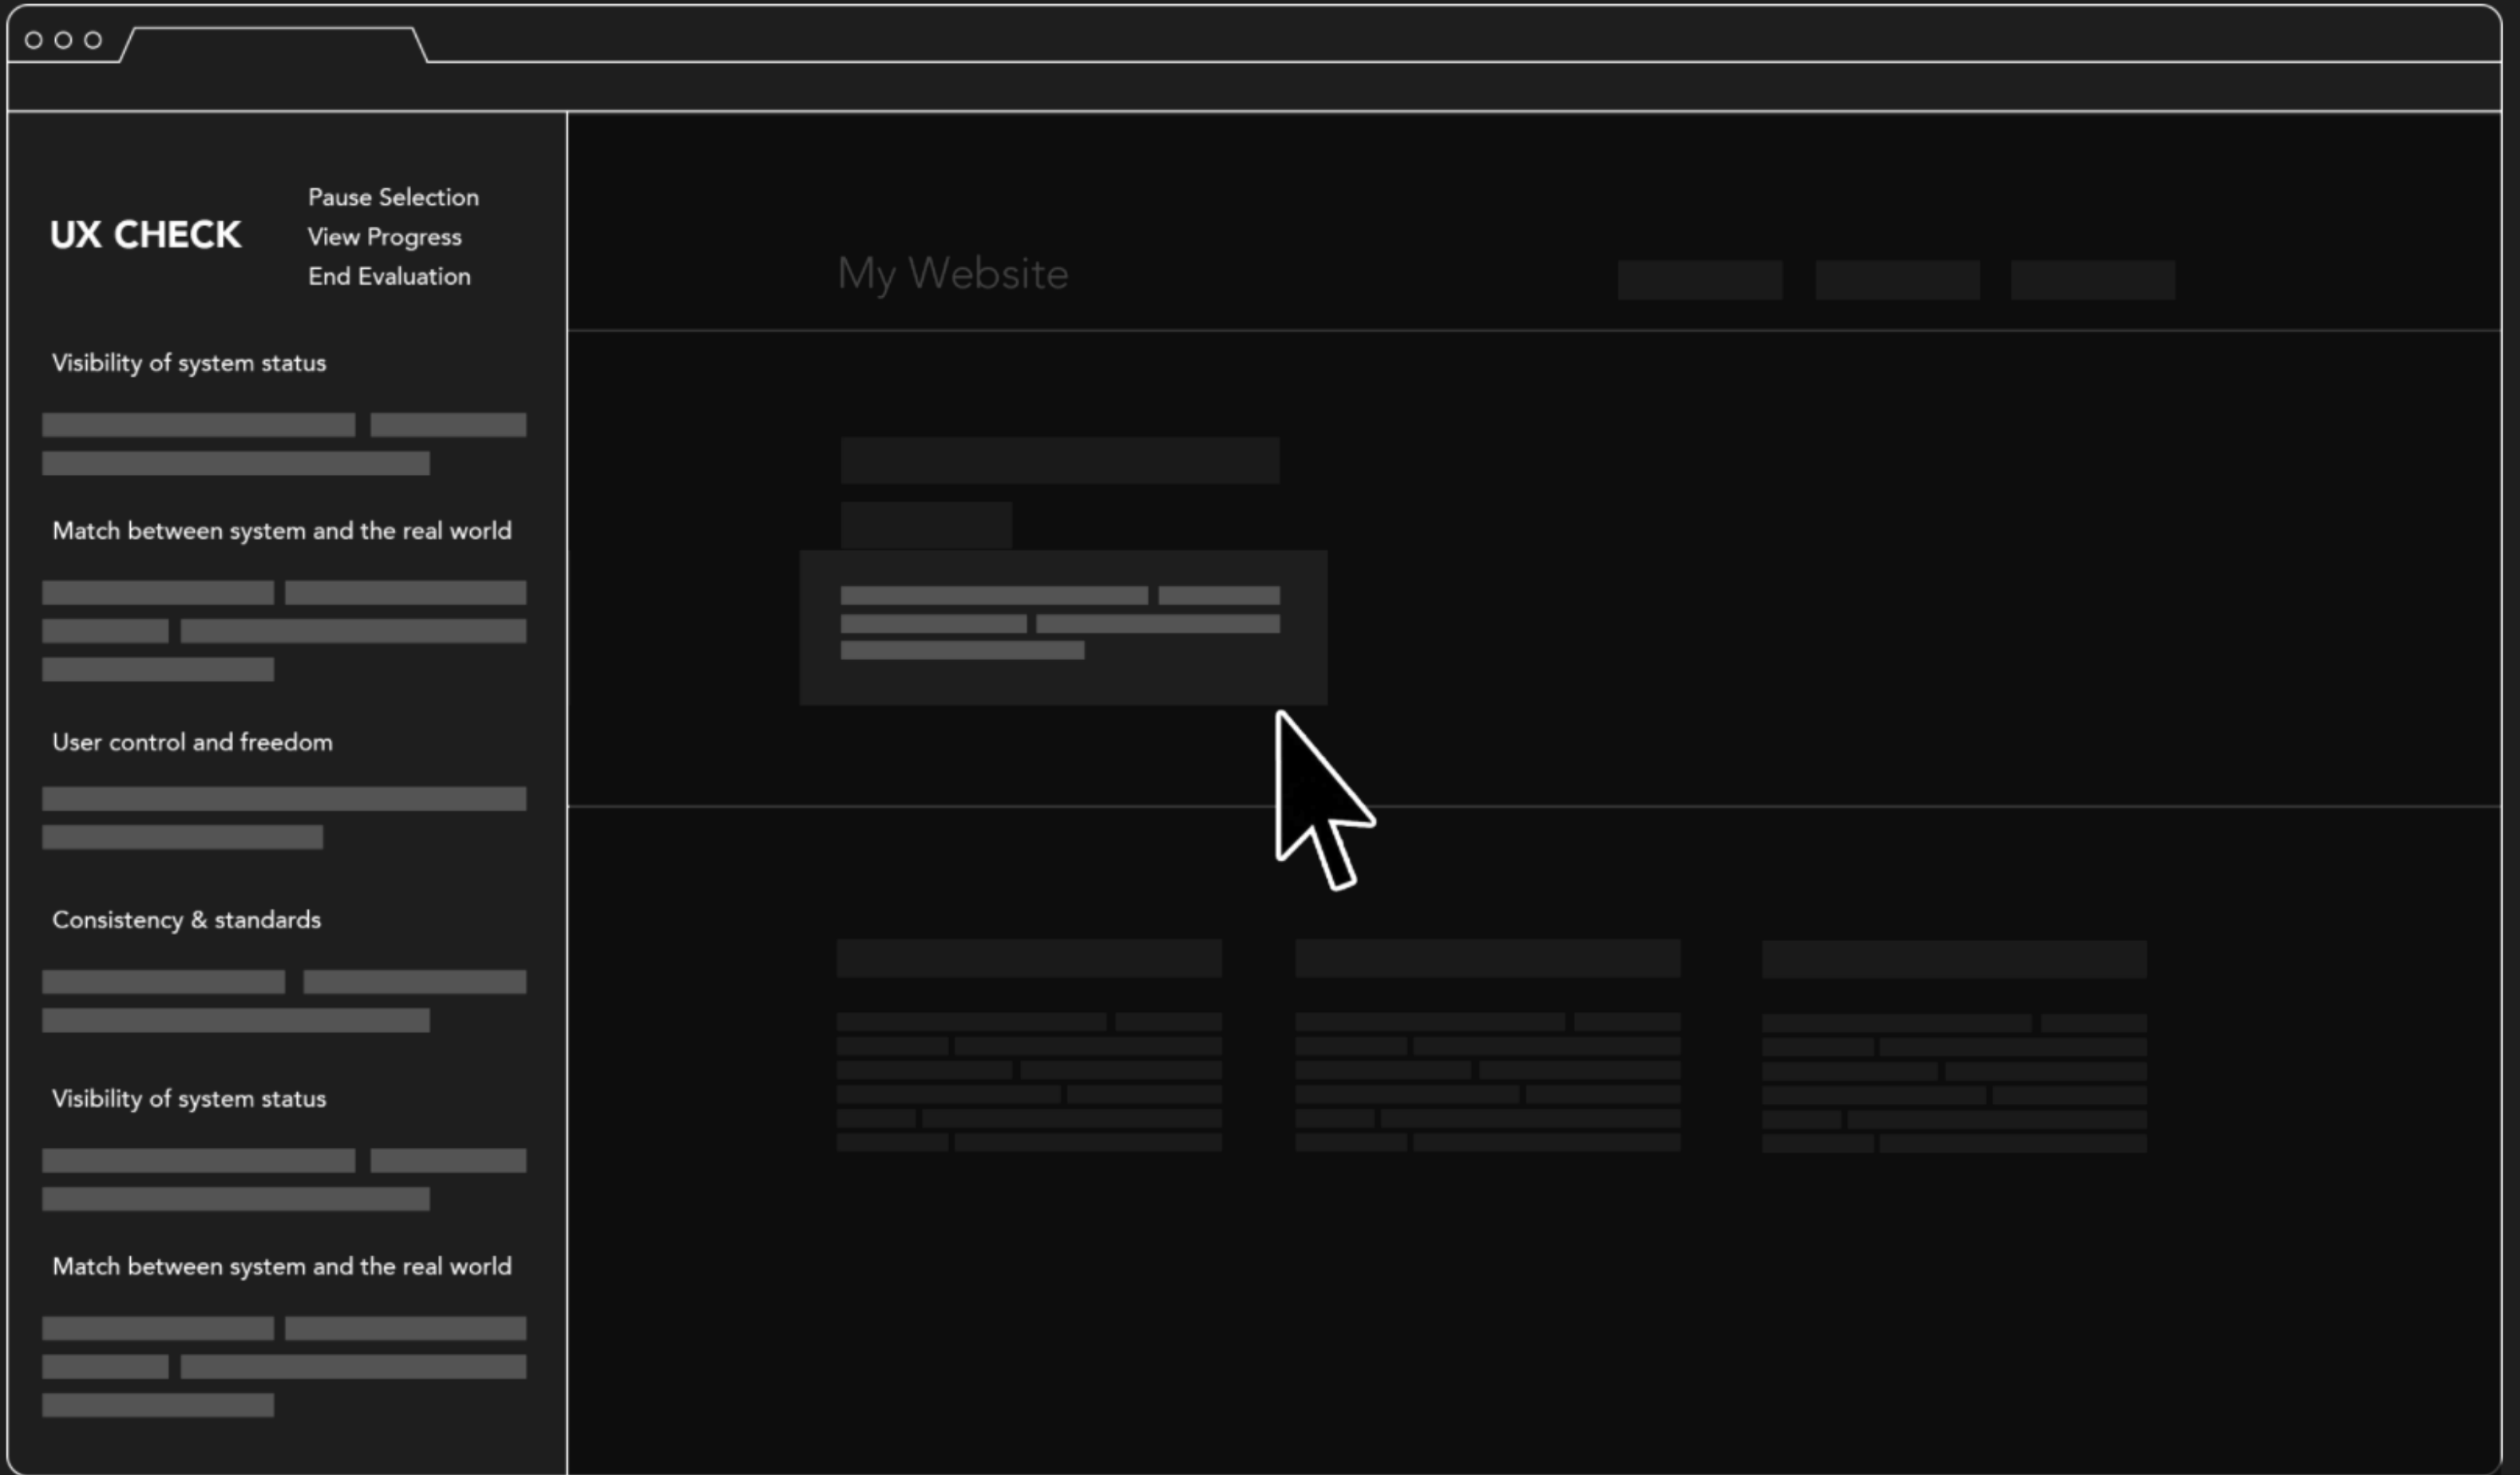 UX CHECK
Pause Selection
View Progress
End Evaluation
Visibility of system status
Match between system and the real world
User control and freedom
Consistency & standards
Visibility of system status
Match between system and the real world
My Website